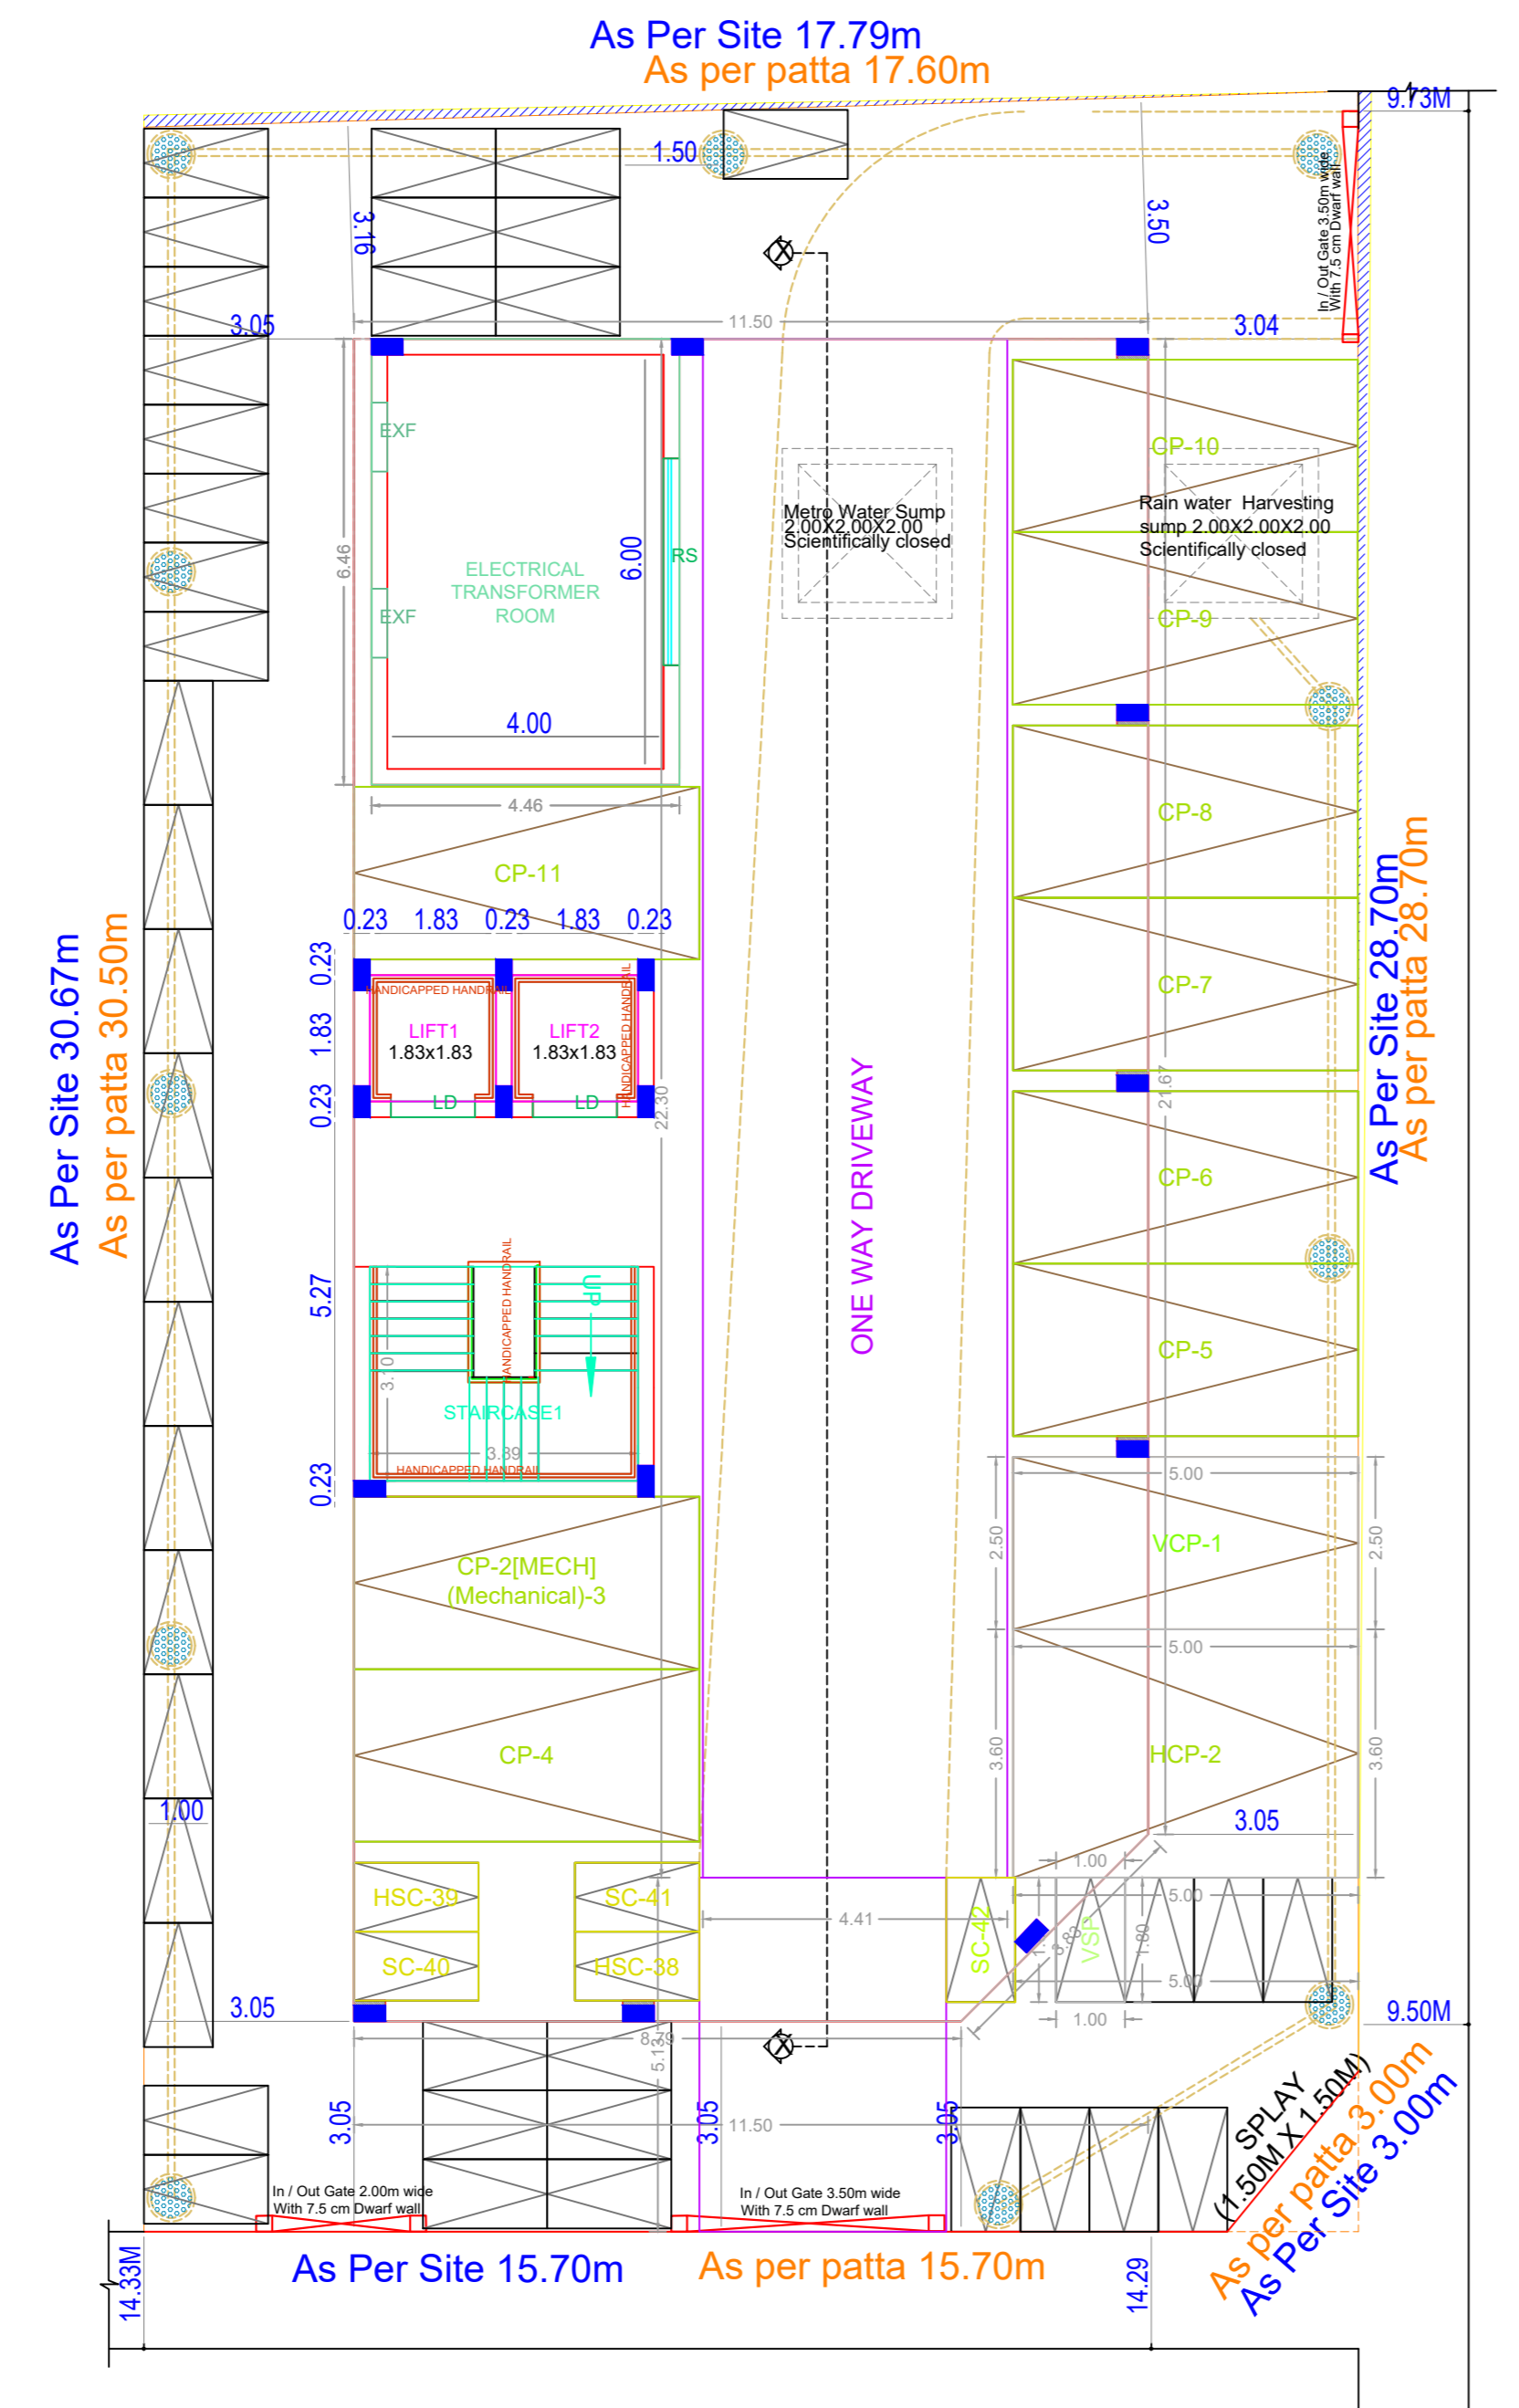 As Per Site 17.79m
As per patta 17.60m
9.73M
1.50
In / Out Gate 3.50m wide
With 7.5 cm Dwarf wall
3.16
3.50
X
3.05
11.50
3.04
EXF
CP-10
Metro Water Sump
2.00X2.00X2.00
Scientifically closed
Rain water Harvesting
sump 2.00X2.00X2.00
Scientifically closed
6.46
6.00
RS
ELECTRICAL
TRANSFORMER
ROOM
EXF
CP-9
4.00
4.46
CP-8
CP-11
0.23
1.83
0.23
1.83
0.23
As Per Site 30.67m
As per patta 30.50m
As Per Site 28.70m
As per patta 28.70m
0.23
1.83
0.23
HANDICAPPED HANDRAIL
HANDICAPPED HANDRAIL
LIFT1
1.83x1.83
LIFT2
1.83x1.83
LD
LD
CP-7
22.30
21.67
ONE WAY DRIVEWAY
CP-6
5.27
HANDICAPPED HANDRAIL
UP
3.10
CP-5
STAIRCASE1
3.89
HANDICAPPED HANDRAIL
0.23
5.00
2.50
VCP-1
2.50
CP-2[MECH]
(Mechanical)-3
5.00
3.60
HCP-2
3.60
CP-4
1.00
3.05
1.00
HSC-39
SC-41
5.00
4.41
SC-42
VSP
1.80
SC-40
HSC-38
5.00
3.05
1.00
9.50M
8.79
5.13
X
3.05
3.05
11.50
3.05
SPLAY
(1.50M X 1.50M)
As per patta 3.00m
As Per Site 3.00m
In / Out Gate 2.00m wide
With 7.5 cm Dwarf wall
In / Out Gate 3.50m wide
With 7.5 cm Dwarf wall
As Per Site 15.70m
As per patta 15.70m
14.33M
14.29